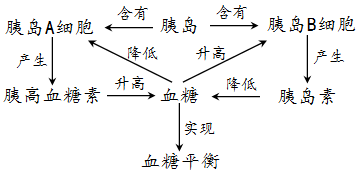 胰岛A细胞 含有 胰岛 含有 胰岛B细胞
产生 降低 升高 产生
胰高血糖素 升高 血糖 降低 胰岛素
实现
血糖平衡